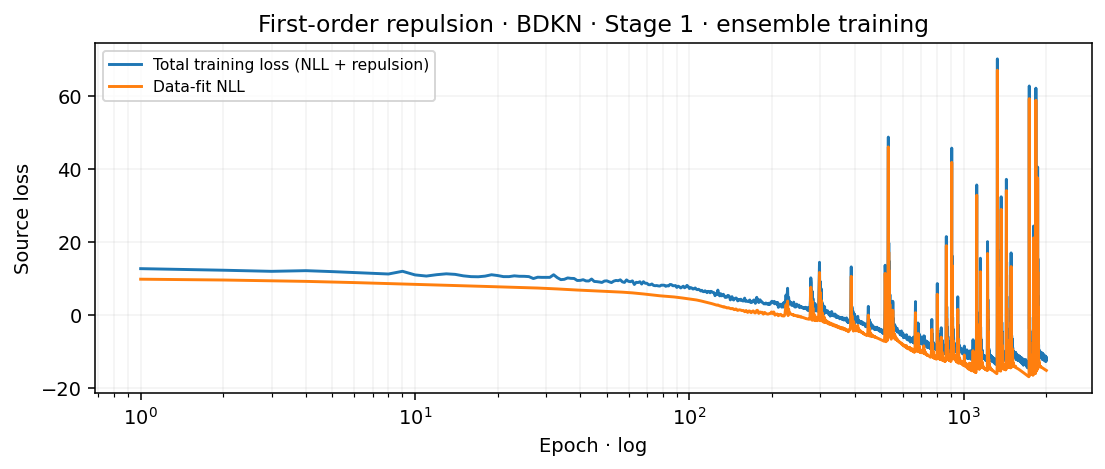 First-order repulsion · BDKN · Stage 1 · ensemble training
Total training loss (NLL + repulsion)
Data-fit NLL
Source loss
60
40
20
0
−20
10⁰
10¹
10²
10³
Epoch · log